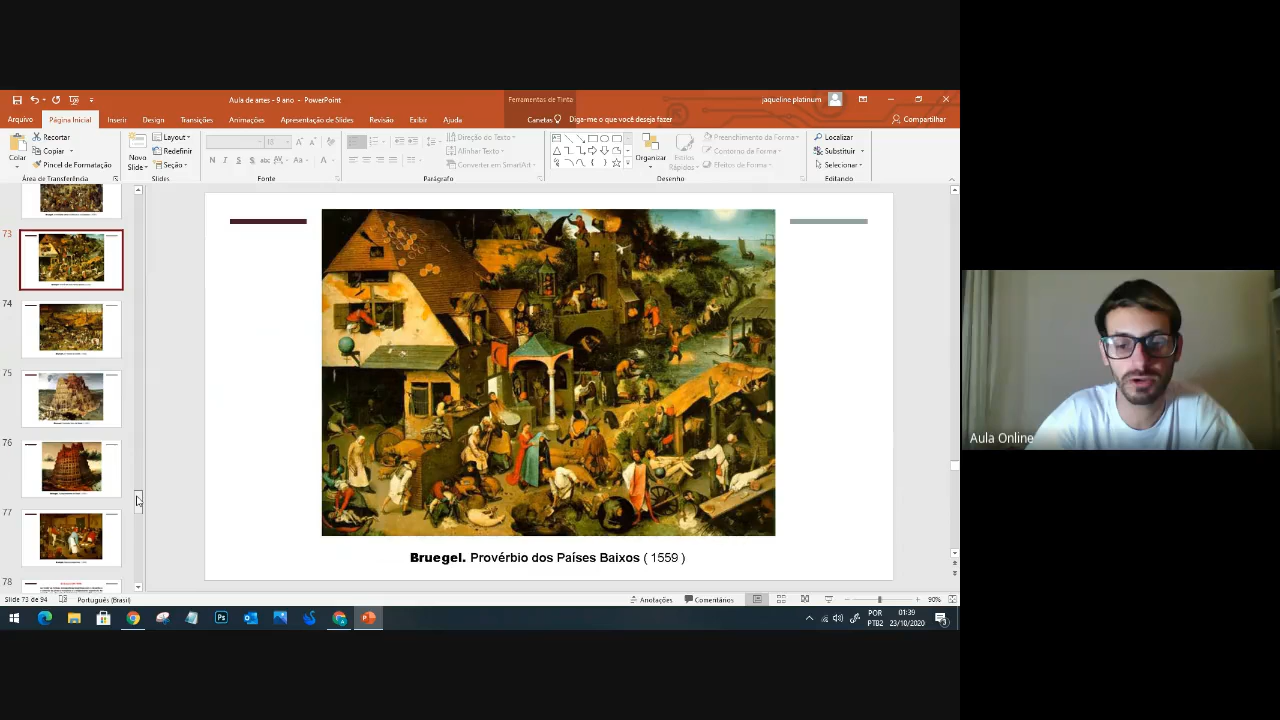 Aula de artes - 9 ano - PowerPoint
Ferramentas de Tinta
jaqueline platinum
Arquivo Página Inicial Inserir Design Transições Animações Apresentação de Slides Revisão Exibir Ajuda Canetas Diga-me o que você deseja fazer Compartilhar
Colar
Recortar
Copiar
Pincel de Formatação
Área de Transferência
Novo Slide
Layout
Redefinir
Seção
Slides
18
N I S abc AV Aa A
Fonte
Direção do Texto
Alinhar Texto
Converter em SmartArt
Parágrafo
Organizar
Estilos Rápidos
Preenchimento da Forma
Contorno da Forma
Efeitos de Forma
Desenho
Localizar
Substituir
Selecionar
Editando
73
74
75
76
77
78
Bruegel. Provérbio dos Países Baixos ( 1559 )
Aula Online
Slide 73 de 94 Português (Brasil) Anotações Comentários 90%
Ps
POR
PTB2
01:39
23/10/2020